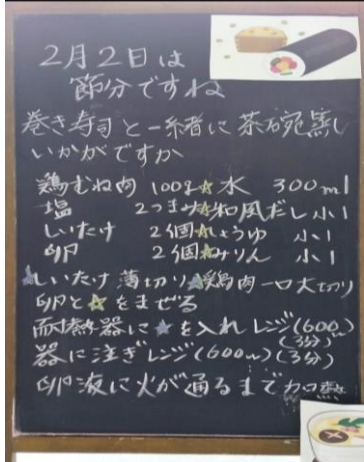 2月2日は
節分ですね
巻き寿司と一緒に茶碗蒸し
いかがですか
鶏むね肉 100g☆水 300ml
塩 2つまみ☆和風だし小1
しいたけ 2個☆しょうゆ 小1
卵 2個☆みりん 小1
★しいたけ薄切り★鶏肉一口大切り
卵と☆をまぜる
耐熱器に★を入れレンジ(600)
(3分)
器に注ぎレンジ(600w)(3分)
卵液に火が通るまで加熱